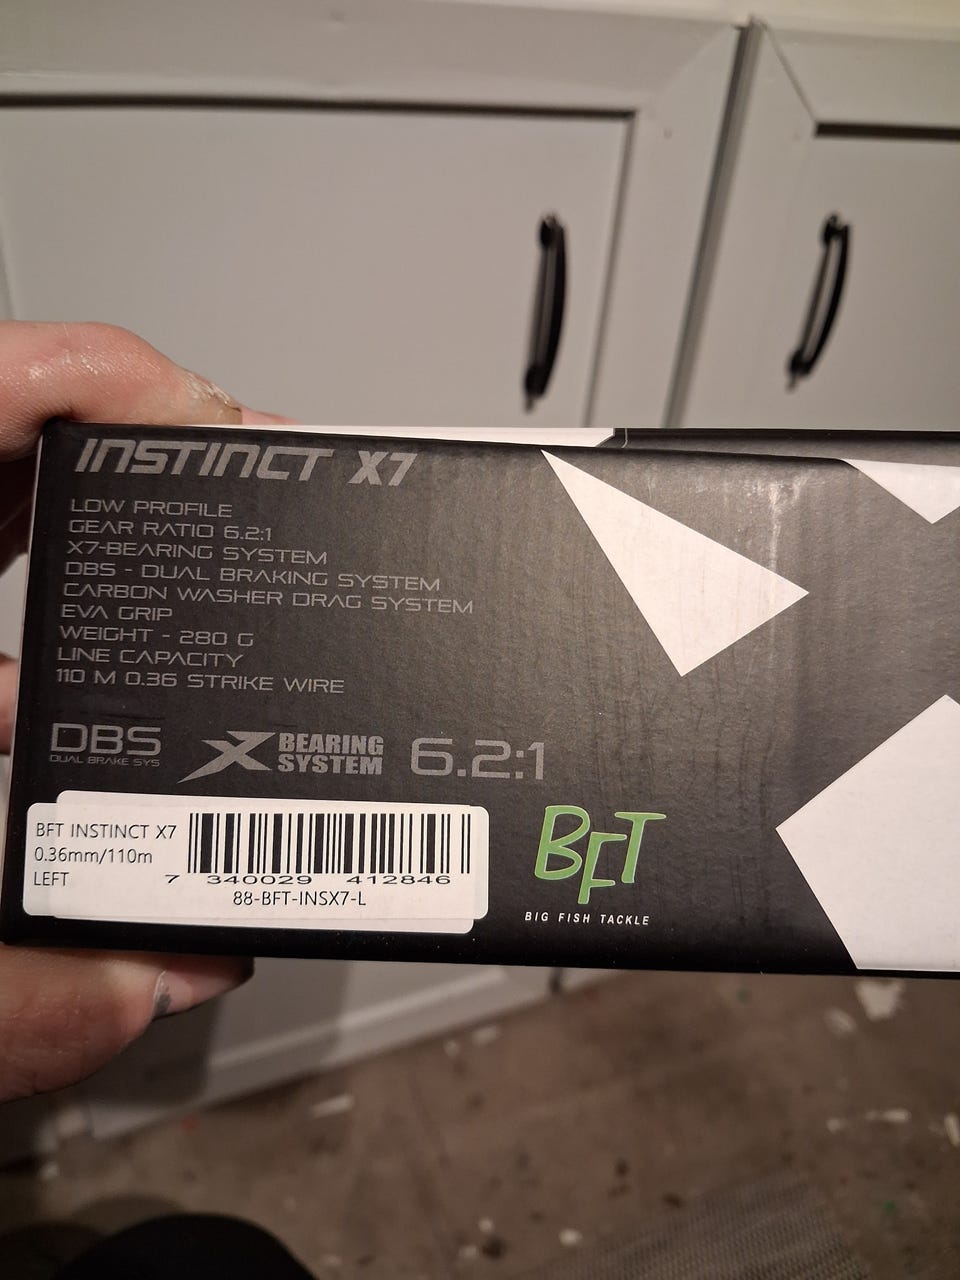 INSTINCT X7
LOW PROFILE
GEAR RATIO 6.2:1
X7-BEARING SYSTEM
DBS - DUAL BRAKING SYSTEM
CARBON WASHER DRAG SYSTEM
EVA GRIP
WEIGHT - 280 G
LINE CAPACITY
110 M 0.36 STRIKE WIRE
DBS
DUAL BRAKE SYS
X7 BEARING
SYSTEM
6.2:1
BFT INSTINCT X7
0.36mm/110m
LEFT
7 340029 412846
88-BFT-INSX7-L
BFT
BIG FISH TACKLE